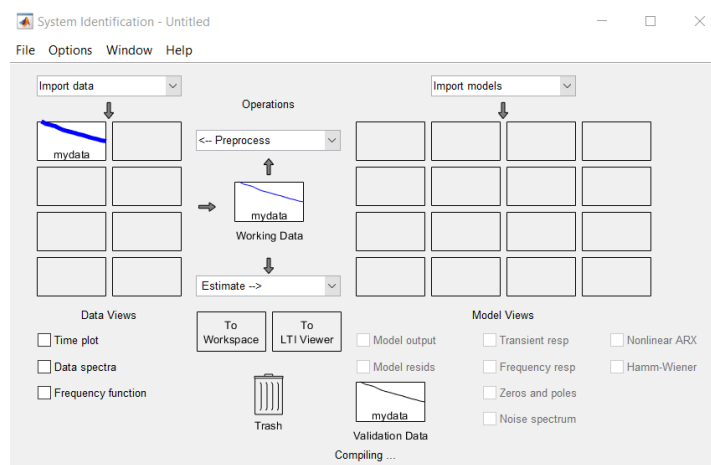 System Identification - Untitled
File Options Window Help
Import data
Import models
Operations
mydata
<-- Preprocess
mydata
Working Data
Estimate -->
Data Views
Time plot
Data spectra
Frequency function
To
Workspace
To
LTI Viewer
Trash
Model Views
Model output
Transient resp
Nonlinear ARX
Model resids
Frequency resp
Hamm-Wiener
Zeros and poles
Noise spectrum
mydata
Validation Data
Compiling ...